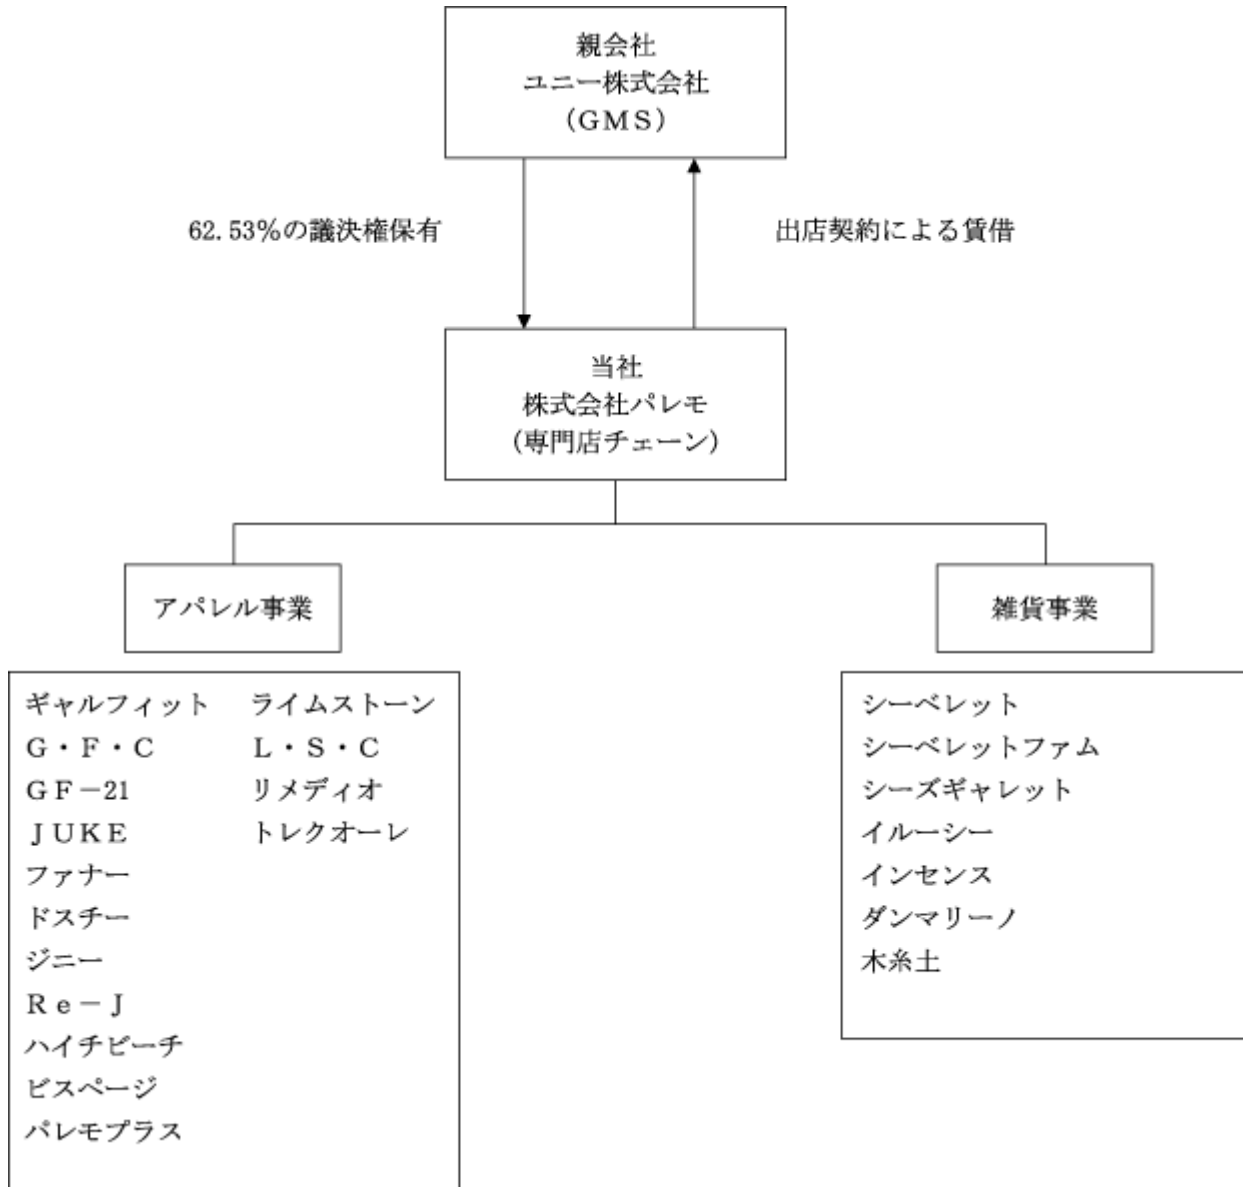 親会社
ユニー株式会社
（ＧＭＳ）
62.53％の議決権保有
出店契約による賃借
当社
株式会社パレモ
（専門店チェーン）
アパレル事業
雑貨事業
ギャルフィット
Ｇ・Ｆ・Ｃ
ＧＦ－21
ＪＵＫＥ
ファナー
ドスチー
ジニー
Ｒｅ－Ｊ
ハイチビーチ
ビスページ
パレモプラス
ライムストーン
Ｌ・Ｓ・Ｃ
リメディオ
トレクオーレ
シーベレット
シーベレットファム
シーズギャレット
イルーシー
インセンス
ダンマリーノ
木糸土